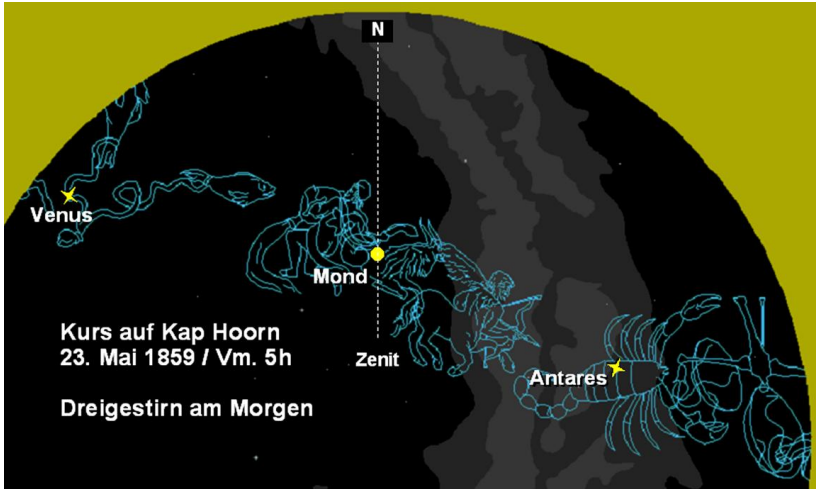 N
Venus
Mond
Kurs auf Kap Hoorn
23. Mai 1859 / Vm. 5h
Zenit
Antares
Dreigestirn am Morgen